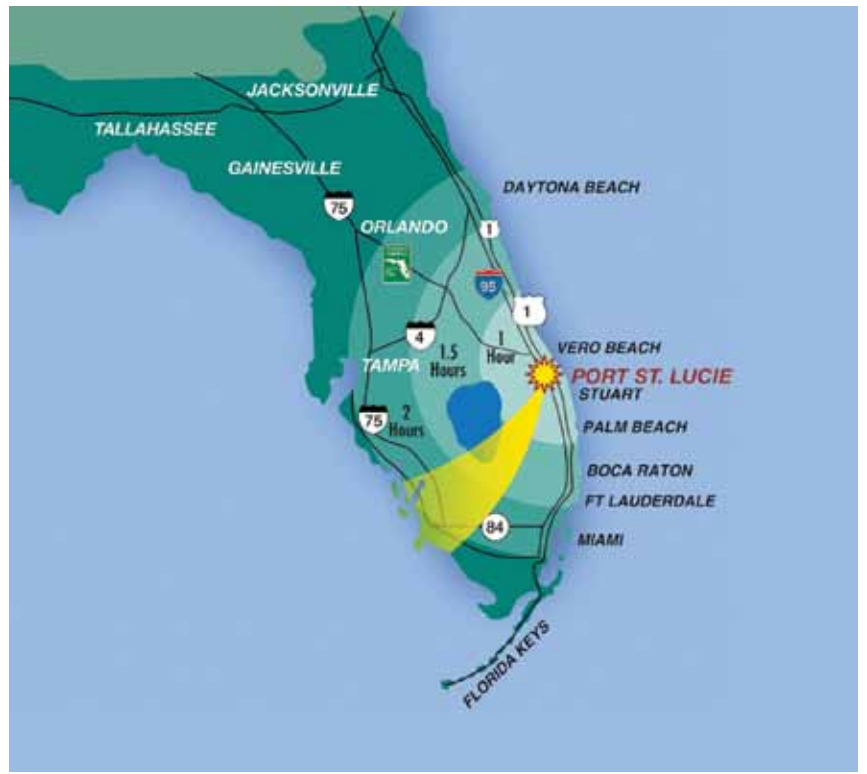 JACKSONVILLE
TALLAHASSEE
GAINESVILLE
DAYTONA BEACH
75
ORLANDO
1
95
1
4
1.5
Hours
1
Hour
VERO BEACH
TAMPA
PORT ST. LUCIE
STUART
75
2
Hours
PALM BEACH
BOCA RATON
FT LAUDERDALE
84
MIAMI
FLORIDA KEYS